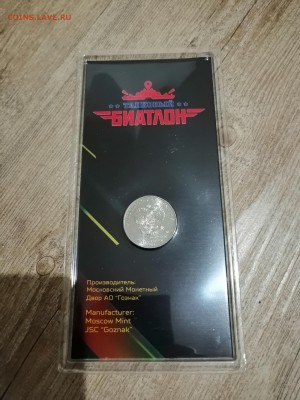 COINS.LAVE.RU
ТАНКОВЫЙ
БИАТЛОН
Производитель:
Московский Монетный
Двор АО "Гознак"
Manufacturer:
Moscow Mint
JSC "Goznak"